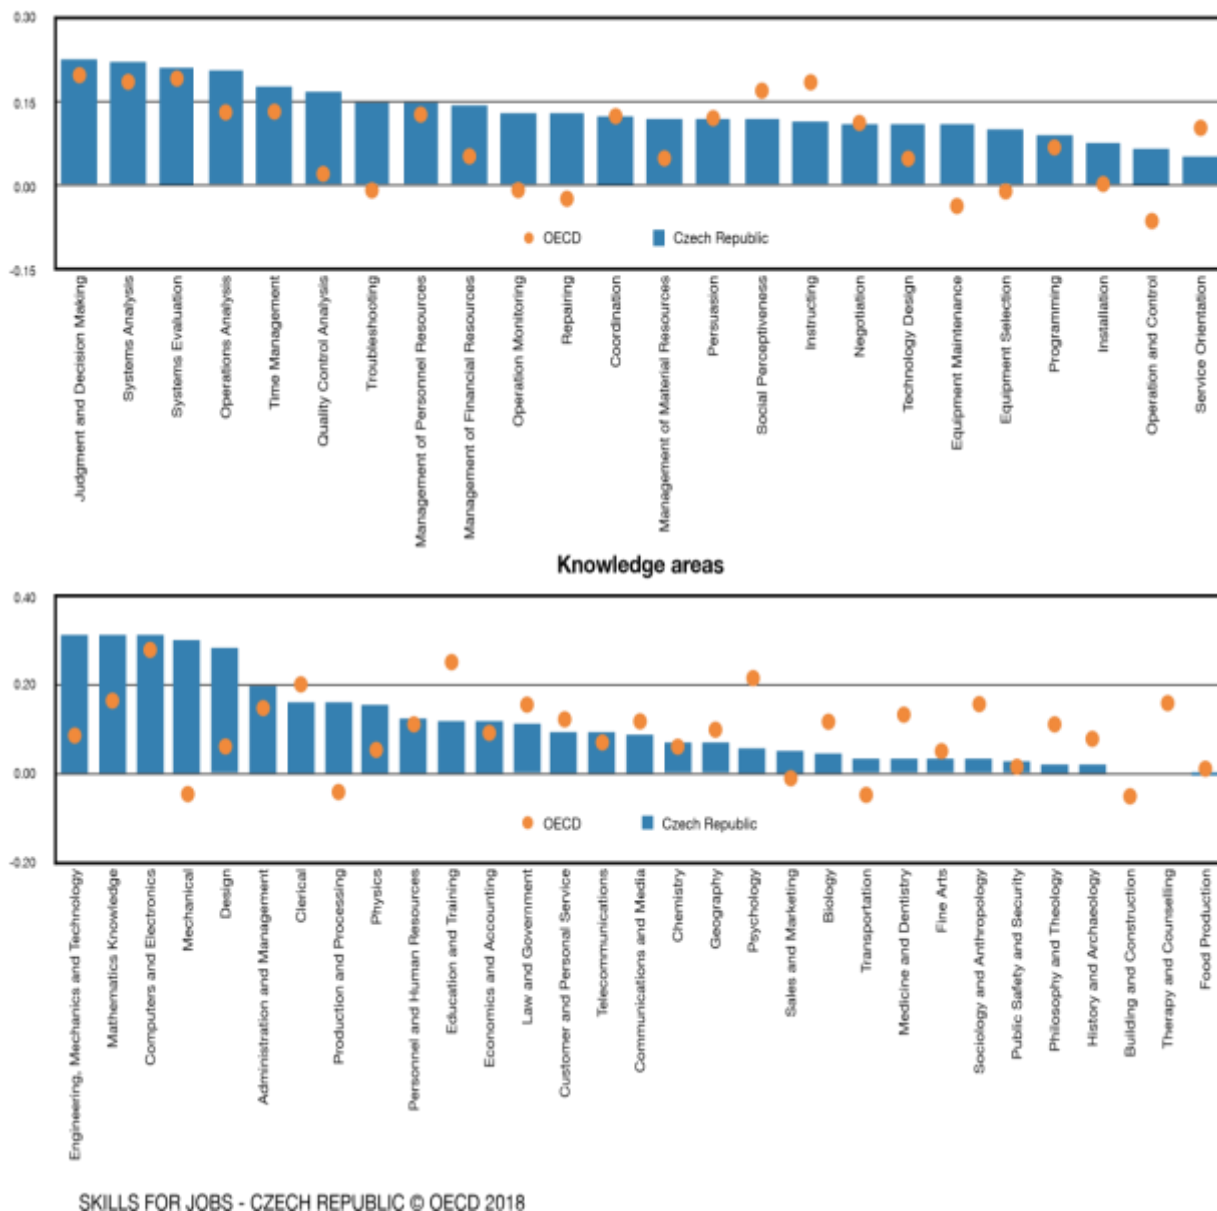 0.30
0.15
0.00
-0.15
OECD
Czech Republic
Judgment and Decision Making
Systems Analysis
Systems Evaluation
Operations Analysis
Time Management
Quality Control Analysis
Troubleshooting
Management of Personnel Resources
Management of Financial Resources
Operation Monitoring
Repairing
Coordination
Management of Material Resources
Persuasion
Social Perceptiveness
Instructing
Negotiation
Technology Design
Equipment Maintenance
Equipment Selection
Programming
Installation
Operation and Control
Service Orientation
Knowledge areas
0.40
0.20
0.00
-0.20
OECD
Czech Republic
Engineering, Mechanics and Technology
Mathematics Knowledge
Computers and Electronics
Mechanical
Design
Administration and Management
Clerical
Production and Processing
Physics
Personnel and Human Resources
Education and Training
Economics and Accounting
Law and Government
Customer and Personal Service
Telecommunications
Communications and Media
Chemistry
Geography
Psychology
Sales and Marketing
Biology
Transportation
Medicine and Dentistry
Fine Arts
Sociology and Anthropology
Public Safety and Security
Philosophy and Theology
History and Archaeology
Building and Construction
Therapy and Counselling
Food Production
SKILLS FOR JOBS - CZECH REPUBLIC © OECD 2018